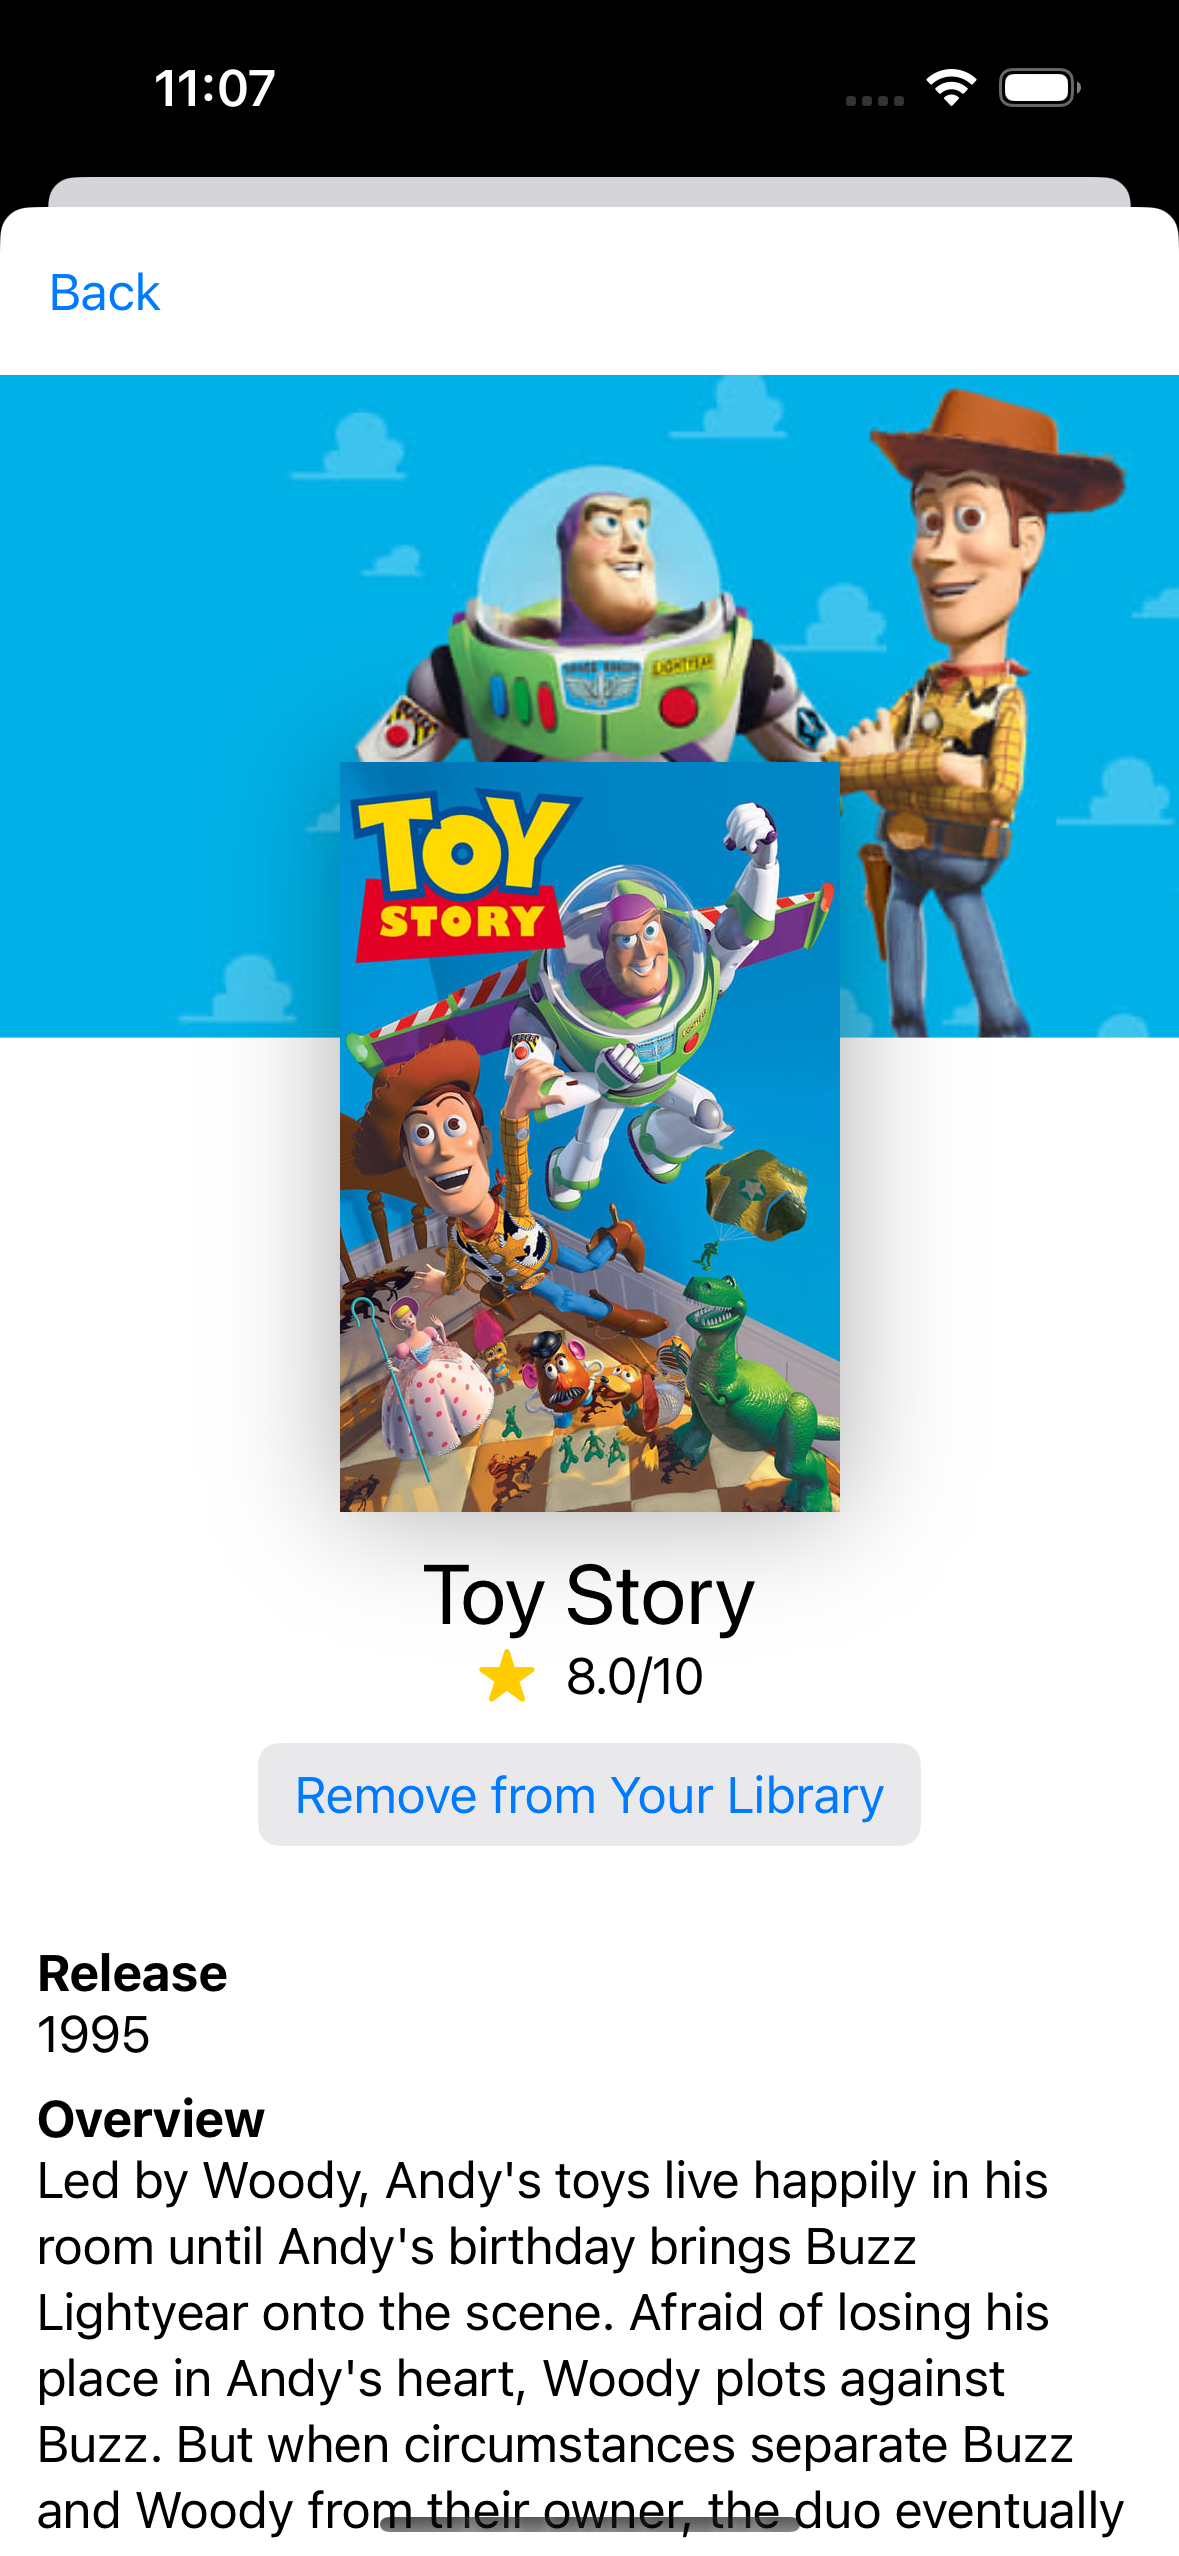 11:07
Back
SPACE RANGER
LIGHTYEAR
TOY
STORY
Toy Story
8.0/10
Remove from Your Library
Release
1995
Overview
Led by Woody, Andy's toys live happily in his
room until Andy's birthday brings Buzz
Lightyear onto the scene. Afraid of losing his
place in Andy's heart, Woody plots against
Buzz. But when circumstances separate Buzz
and Woody from their owner, the duo eventually